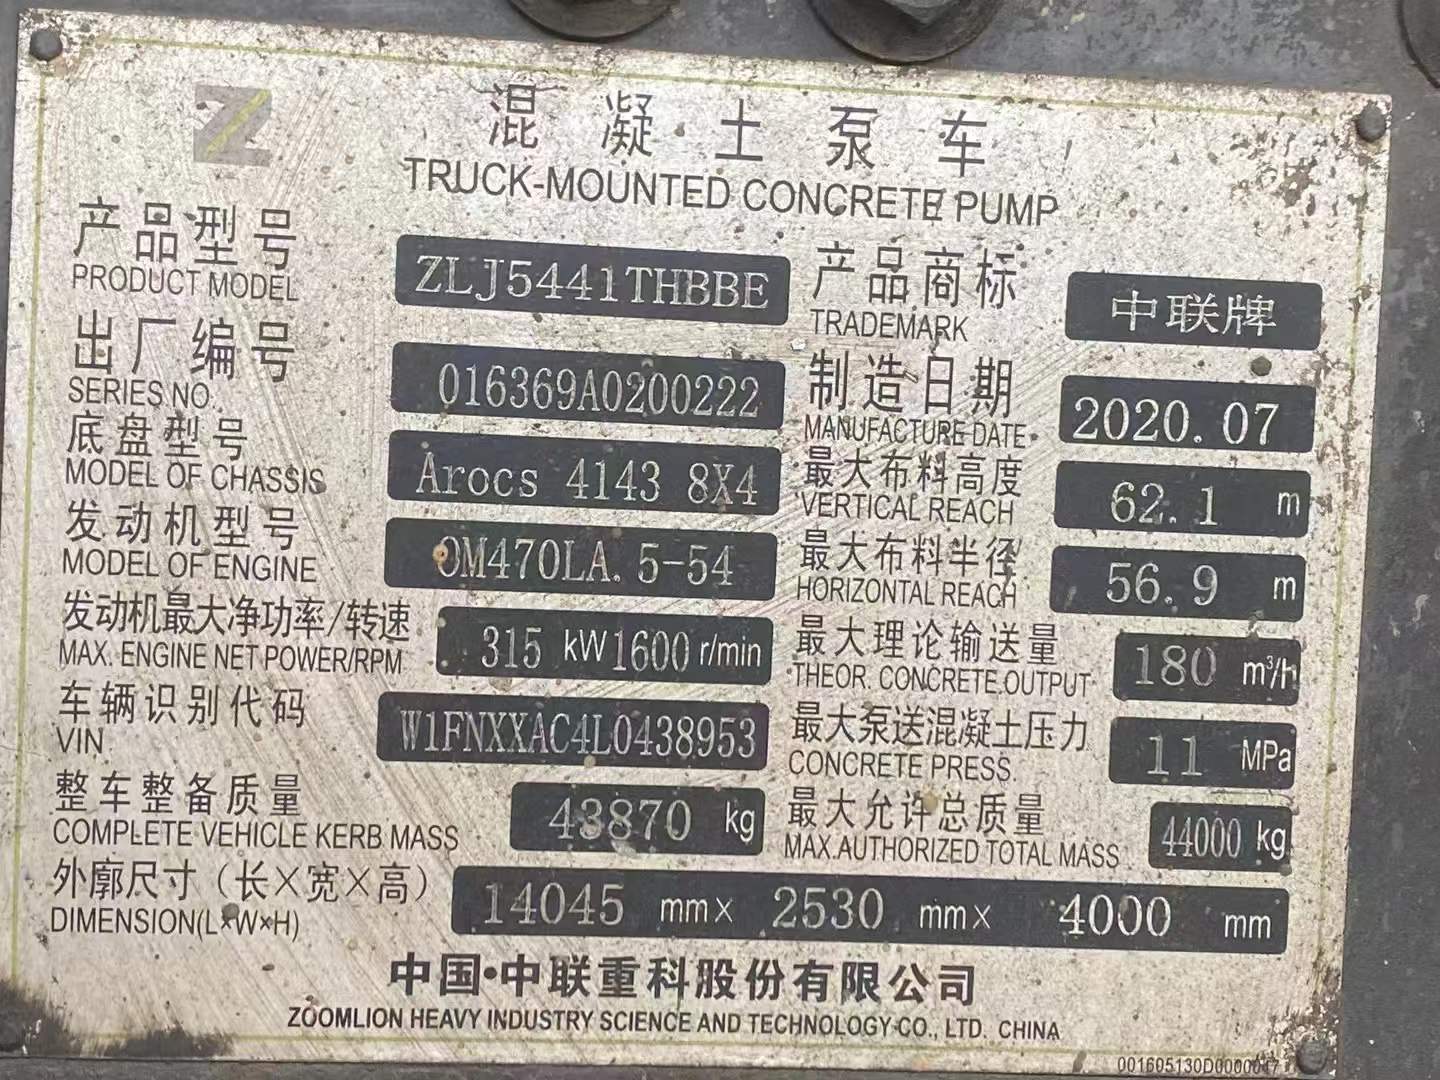 Z
混凝土泵车
TRUCK-MOUNTED CONCRETE PUMP
产品型号 ZLJ5441THBBE 产品商标 中联牌
PRODUCT MODEL TRADEMARK
出厂编号 016369A0200222 制造日期 2020.07
SERIES NO. MANUFACTURE DATE
底盘型号 Arocs 4143 8X4 最大布料高度 62.1 m
MODEL OF CHASSIS VERTICAL REACH
发动机型号 OM470LA.5-54 最大布料半径 56.9 m
MODEL OF ENGINE HORIZONTAL REACH
发动机最大净功率/转速 315 kW 1600 r/min 最大理论输送量 180 m³/h
MAX. ENGINE NET POWER/RPM THEOR. CONCRETE OUTPUT
车辆识别代码 W1FNXXAC4L0438953 最大泵送混凝土压力 11 MPa
VIN CONCRETE PRESS.
整车整备质量 43870 kg 最大允许总质量 44000 kg
COMPLETE VEHICLE KERB MASS MAX.AUTHORIZED TOTAL MASS
外廓尺寸（长×宽×高） 14045 mm× 2530 mm× 4000 mm
DIMENSION(L×W×H)
中国·中联重科股份有限公司
ZOOMLION HEAVY INDUSTRY SCIENCE AND TECHNOLOGY CO., LTD. CHINA
001605130D0000047